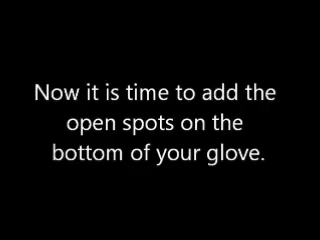 Now it is time to add the
open spots on the
bottom of your glove.